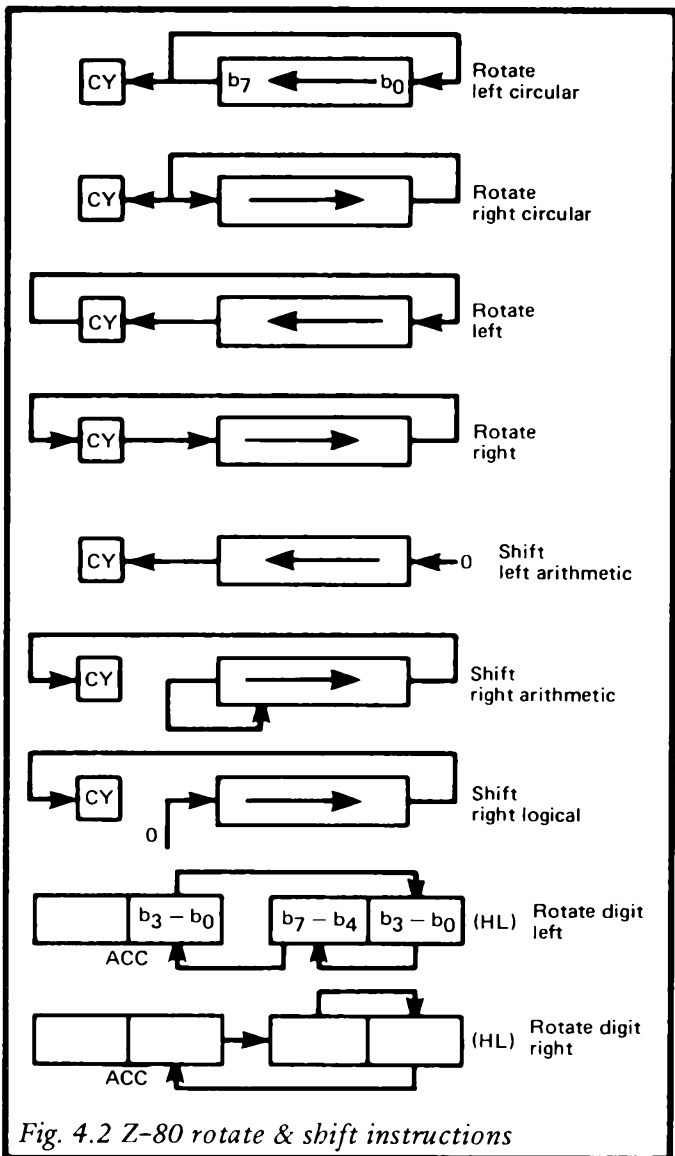 CY b7 b0 Rotate
left circular
CY Rotate
right circular
CY Rotate
left
CY Rotate
right
CY 0 Shift
left arithmetic
CY Shift
right arithmetic
CY Shift
0 right logical
b3 – b0 b7 – b4 b3 – b0 (HL) Rotate digit
left
ACC
(HL) Rotate digit
right
ACC
Fig. 4.2 Z-80 rotate & shift instructions